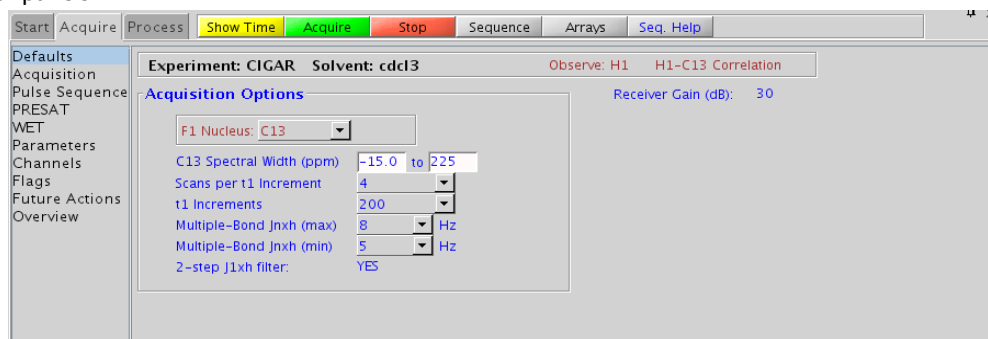 Start Acquire Process Show Time Acquire Stop Sequence Arrays Seq. Help
Defaults
Acquisition
Pulse Sequence
PRESAT
WET
Parameters
Channels
Flags
Future Actions
Overview
Experiment: CIGAR Solvent: cdcl3 Observe: H1 H1-C13 Correlation
Acquisition Options
Receiver Gain (dB): 30
F1 Nucleus: C13
C13 Spectral Width (ppm) -15.0 to 225
Scans per t1 Increment 4
t1 Increments 200
Multiple-Bond Jnxh (max) 8 Hz
Multiple-Bond Jnxh (min) 5 Hz
2-step J1xh filter: YES